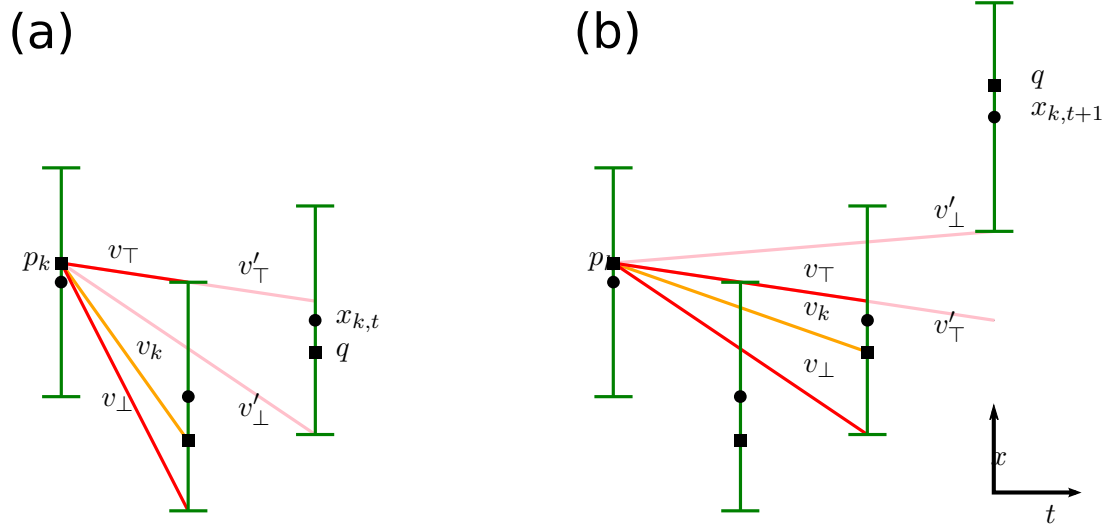 (a)
p_k
v_⊤
v'_⊤
v_k
v_⊥
v'_⊥
x_{k,t}
q
(b)
q
x_{k,t+1}
p_k
v'_⊥
v_⊤
v_k
v'_⊤
v_⊥
x
t